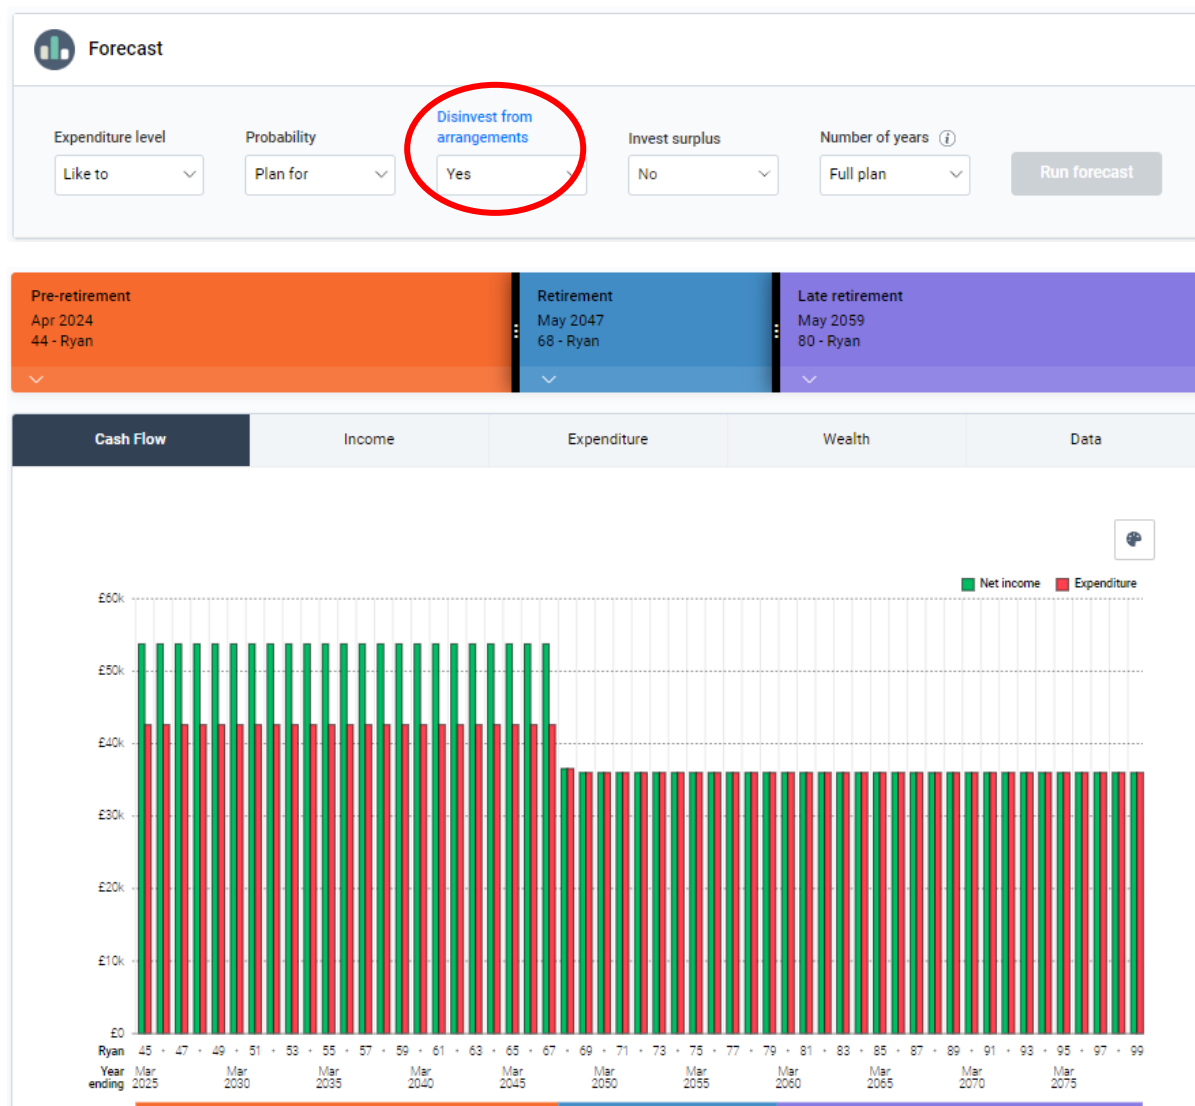 Forecast
Expenditure level
Probability
Disinvest from
arrangements
Invest surplus
Number of years i
Like to
Plan for
Yes
No
Full plan
Run forecast
Pre-retirement
Apr 2024
44 - Ryan
Retirement
May 2047
68 - Ryan
Late retirement
May 2059
80 - Ryan
Cash Flow
Income
Expenditure
Wealth
Data
Net income
Expenditure
£60k
£50k
£40k
£30k
£20k
£10k
£0
Ryan 45 · 47 · 49 · 51 · 53 · 55 · 57 · 59 · 61 · 63 · 65 · 67 · 69 · 71 · 73 · 75 · 77 · 79 · 81 · 83 · 85 · 87 · 89 · 91 · 93 · 95 · 97 · 99
Year Mar Mar Mar Mar Mar Mar Mar Mar Mar Mar Mar
ending 2025 2030 2035 2040 2045 2050 2055 2060 2065 2070 2075